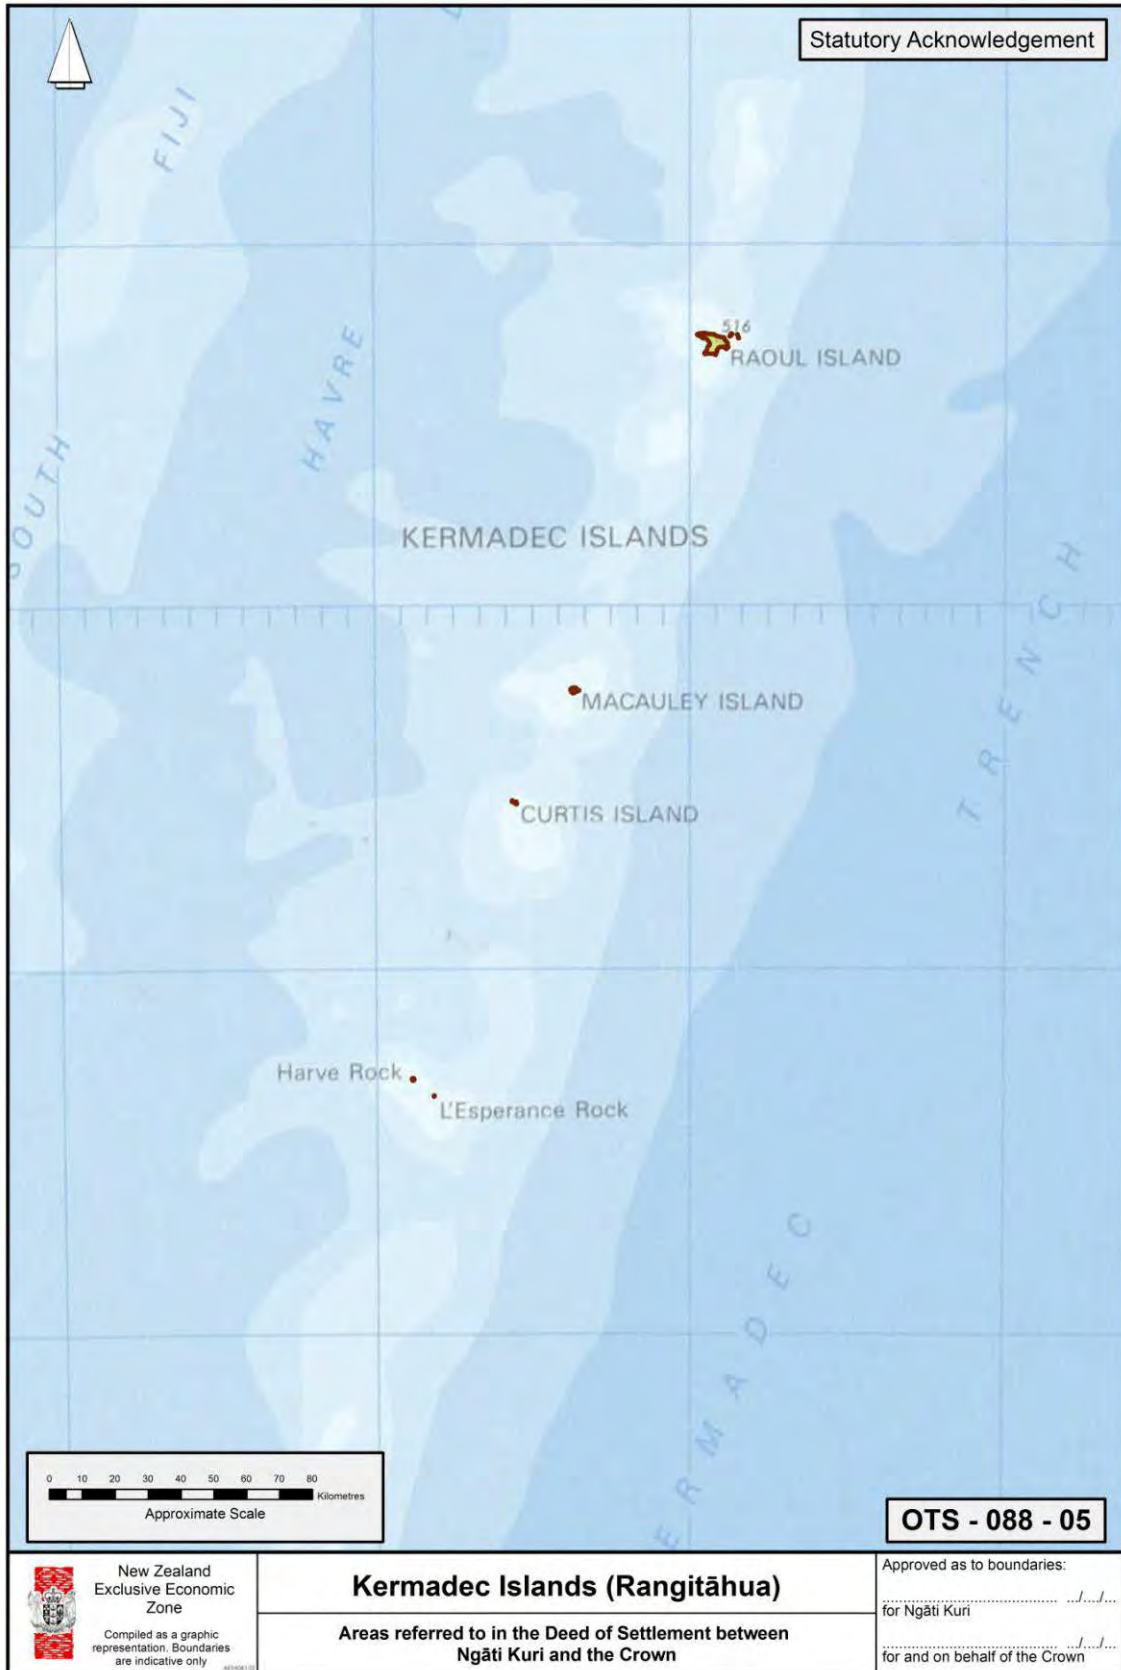 Statutory Acknowledgement
FIJI
HAVRE
516
RAOUL ISLAND
KERMADEC ISLANDS
TRENCH
MACAULEY ISLAND
CURTIS ISLAND
Harve Rock
L'Esperance Rock
0 10 20 30 40 50 60 70 80
Kilometres
Approximate Scale
ERMADEC
OTS - 088 - 05
New Zealand
Exclusive Economic
Zone
Compiled as a graphic
representation. Boundaries
are indicative only
Kermadec Islands (Rangitāhua)
Areas referred to in the Deed of Settlement between
Ngāti Kuri and the Crown
Approved as to boundaries:
.................................... .../..../....
for Ngāti Kuri
.................................... .../..../....
for and on behalf of the Crown
SOUTH